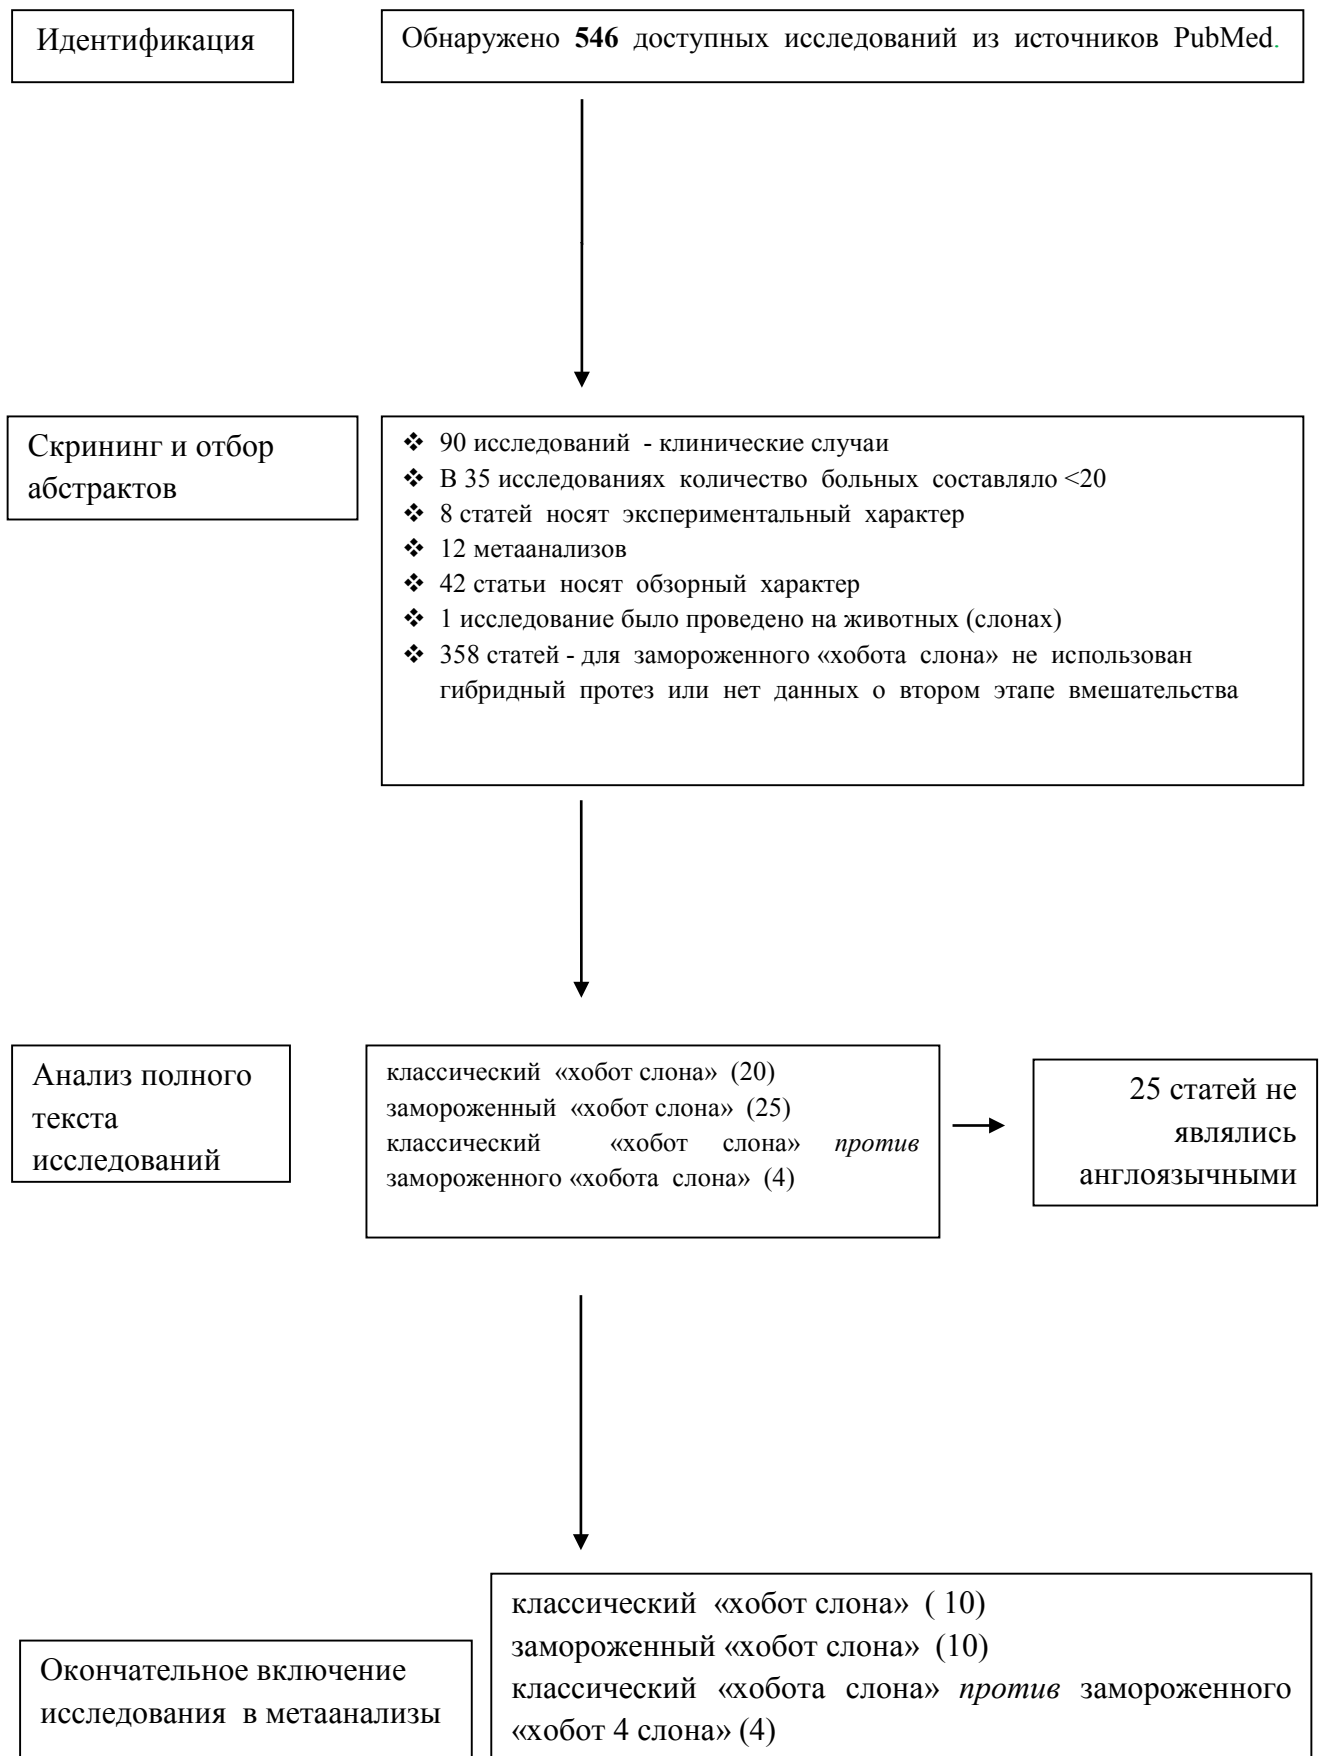 Идентификация
Обнаружено 546 доступных исследований из источников PubMed.
Скрининг и отбор
абстрактов
❖ 90 исследований - клинические случаи
❖ В 35 исследованиях количество больных составляло <20
❖ 8 статей носят экспериментальный характер
❖ 12 метаанализов
❖ 42 статьи носят обзорный характер
❖ 1 исследование было проведено на животных (слонах)
❖ 358 статей - для замороженного «хобота слона» не использован
гибридный протез или нет данных о втором этапе вмешательства
Анализ полного
текста
исследований
классический «хобот слона» (20)
замороженный «хобот слона» (25)
классический «хобот слона» против
замороженного «хобота слона» (4)
25 статей не
являлись
англоязычными
Окончательное включение
исследования в метаанализы
классический «хобот слона» ( 10)
замороженный «хобот слона» (10)
классический «хобота слона» против замороженного
«хобот 4 слона» (4)